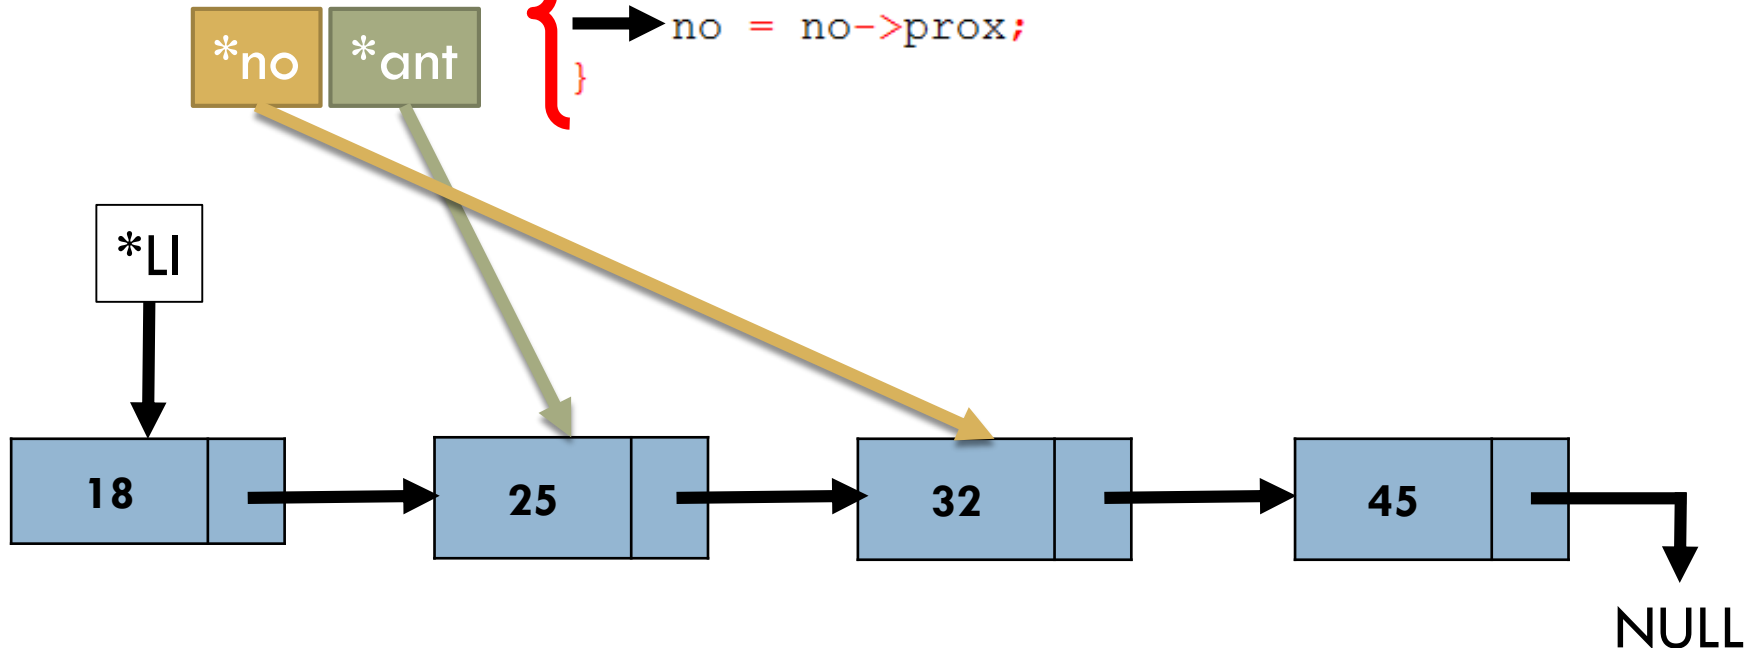 *no *ant no = no->prox;
}
*LI
18 25 32 45
NULL